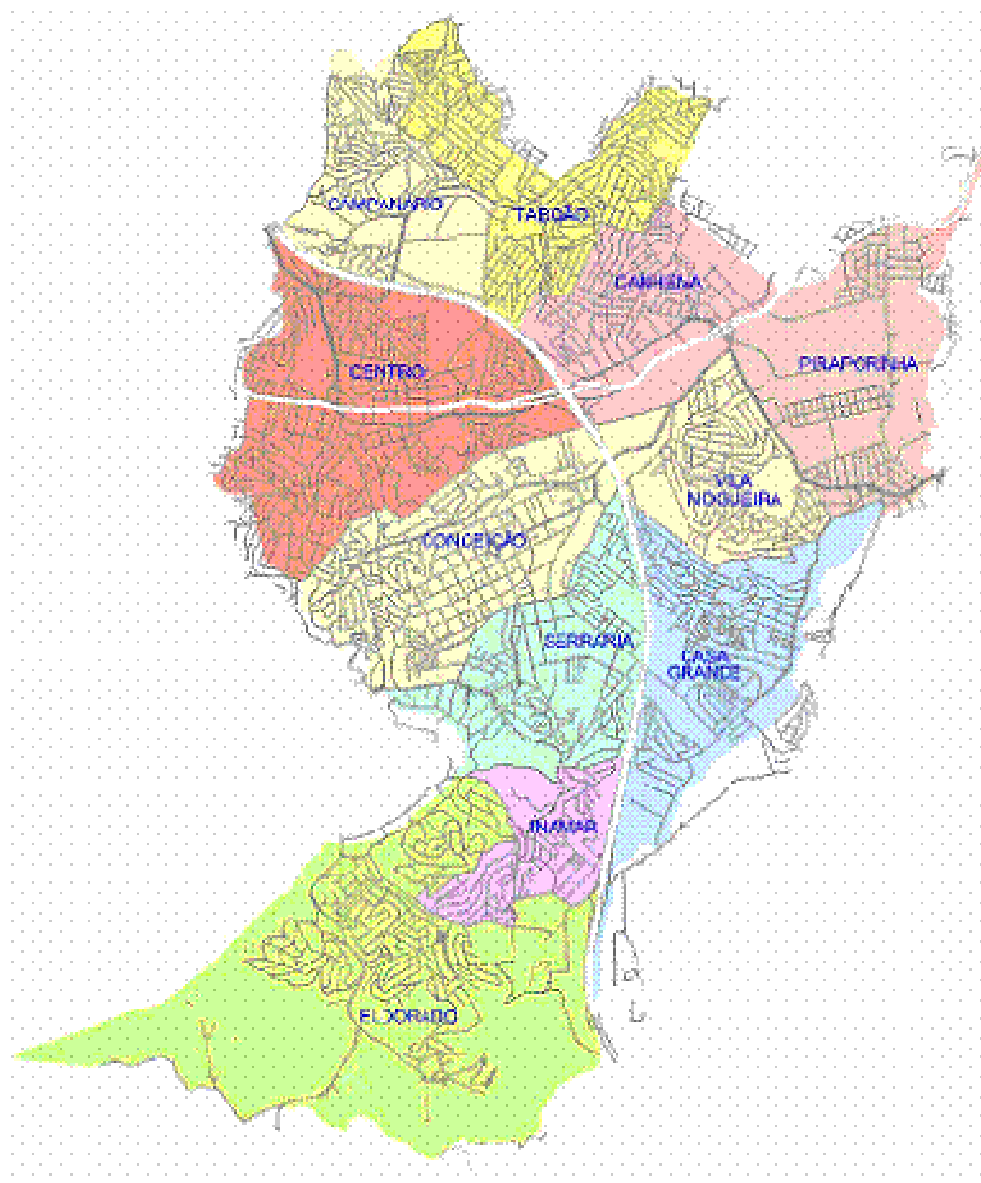 CAMPANÁRIO
TABOÃO
CANHEMA
CENTRO
PIRAPORINHA
VILA
NOGUEIRA
CONCEIÇÃO
SERRARIA
CASA
GRANDE
INAMAR
ELDORADO